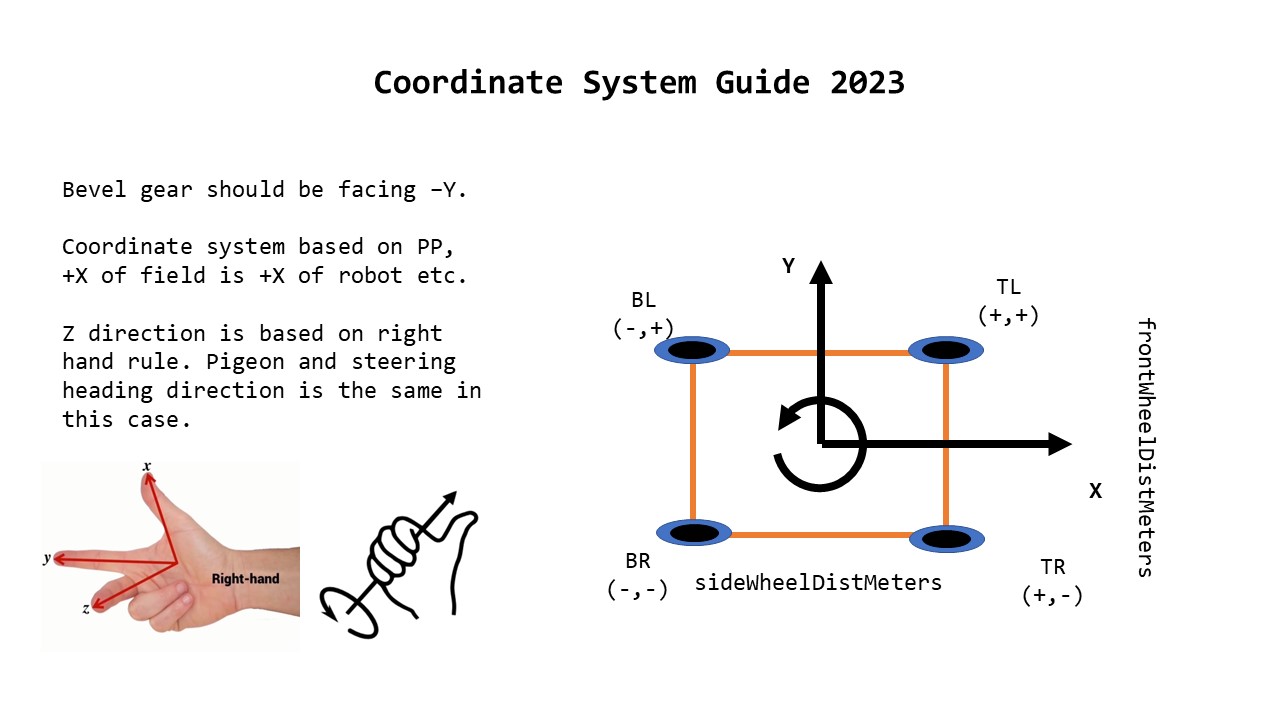 Coordinate System Guide 2023
Bevel gear should be facing –Y.
Coordinate system based on PP,
+X of field is +X of robot etc.
Z direction is based on right
hand rule. Pigeon and steering
heading direction is the same in
this case.
x
y
z
Right-hand
Y
BL
(-,+)
TL
(+,+)
X
frontWheelDistMeters
BR
(-,-)
sideWheelDistMeters
TR
(+,-)